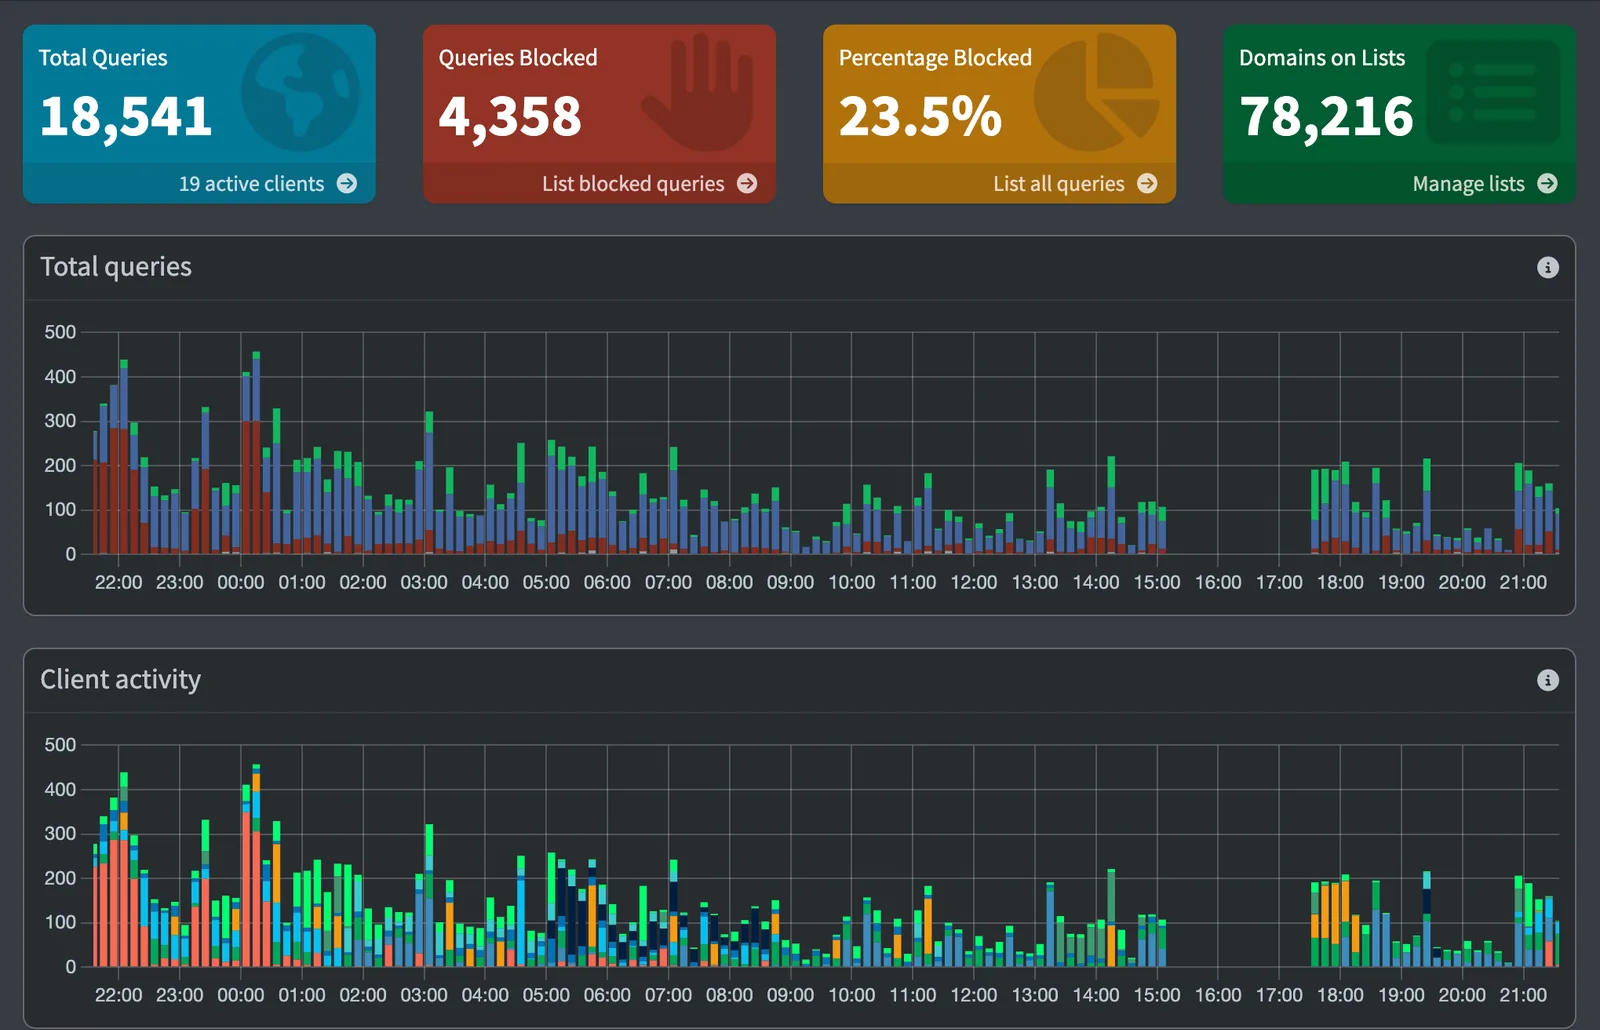 Total Queries
18,541
19 active clients
Queries Blocked
4,358
List blocked queries
Percentage Blocked
23.5%
List all queries
Domains on Lists
78,216
Manage lists
Total queries
500
400
300
200
100
0
22:00 23:00 00:00 01:00 02:00 03:00 04:00 05:00 06:00 07:00 08:00 09:00 10:00 11:00 12:00 13:00 14:00 15:00 16:00 17:00 18:00 19:00 20:00 21:00
Client activity
500
400
300
200
100
0
22:00 23:00 00:00 01:00 02:00 03:00 04:00 05:00 06:00 07:00 08:00 09:00 10:00 11:00 12:00 13:00 14:00 15:00 16:00 17:00 18:00 19:00 20:00 21:00